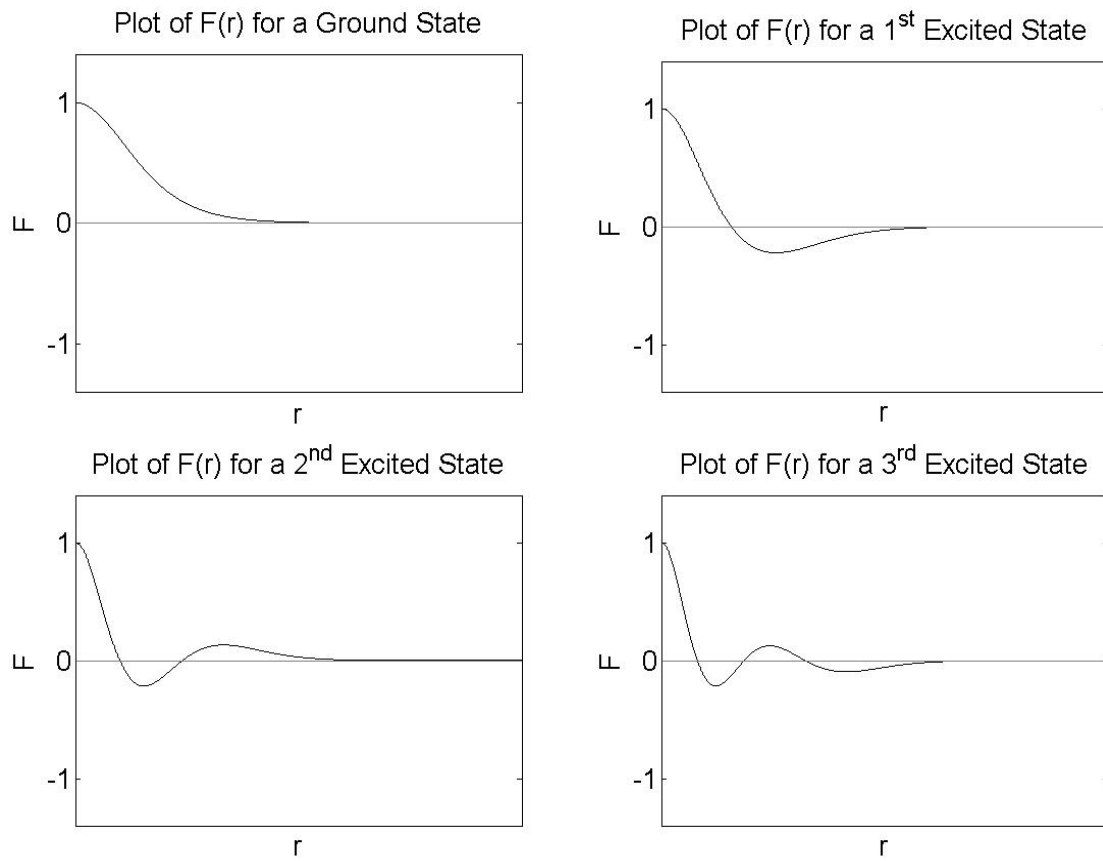 Plot of F(r) for a Ground State
1
0
-1
F
r
Plot of F(r) for a 1st Excited State
1
0
-1
F
r
Plot of F(r) for a 2nd Excited State
1
0
-1
F
r
Plot of F(r) for a 3rd Excited State
1
0
-1
F
r